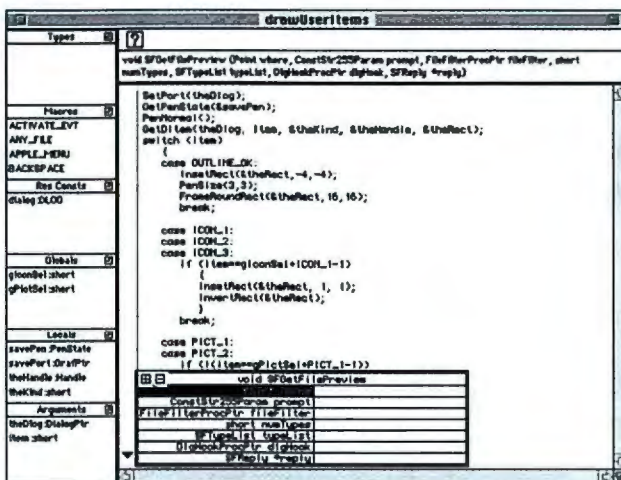 drawUserItems
Types
?
void SFGetFilePreview (Point where, ConstStr255Param prompt, FileFilterProcPtr fileFilter, short
numTypes, SFTypeList typeList, DlgHookProcPtr dlgHook, SFReply *reply)
Macros
ACTIVATE_EVT
ANY_FILE
APPLE_MENU
BACKSPACE
Res Consts
dialog:DLOG
Globals
gIconSel:short
gPictSel:short
Locals
savePen:PenState
savePort:GrafPtr
theHandle:Handle
theKind:short
Arguments
theDlog:DialogPtr
item:short
SetPort(theDlog);
GetPenState(&savePen);
PenNormal();
GetDItem(theDlog, item, &theKind, &theHandle, &theRect);
switch (item)
{
case OUTLINE_OK:
InsetRect(&theRect,-4,-4);
PenSize(3,3);
FrameRoundRect(&theRect,16,16);
break;
case ICON_1:
case ICON_2:
case ICON_3:
if (item==gIconSel+ICON_1-1)
{
InsetRect(&theRect, 1, 1);
InvertRect(&theRect);
}
break;
case PICT_1:
case PICT_2:
if (!(item==gPictSel+PICT_1-1))
void SFGetFilePreview
ConstStr255Param prompt
FileFilterProcPtr fileFilter
short numTypes
SFTypeList typeList
DlgHookProcPtr dlgHook
SFReply *reply